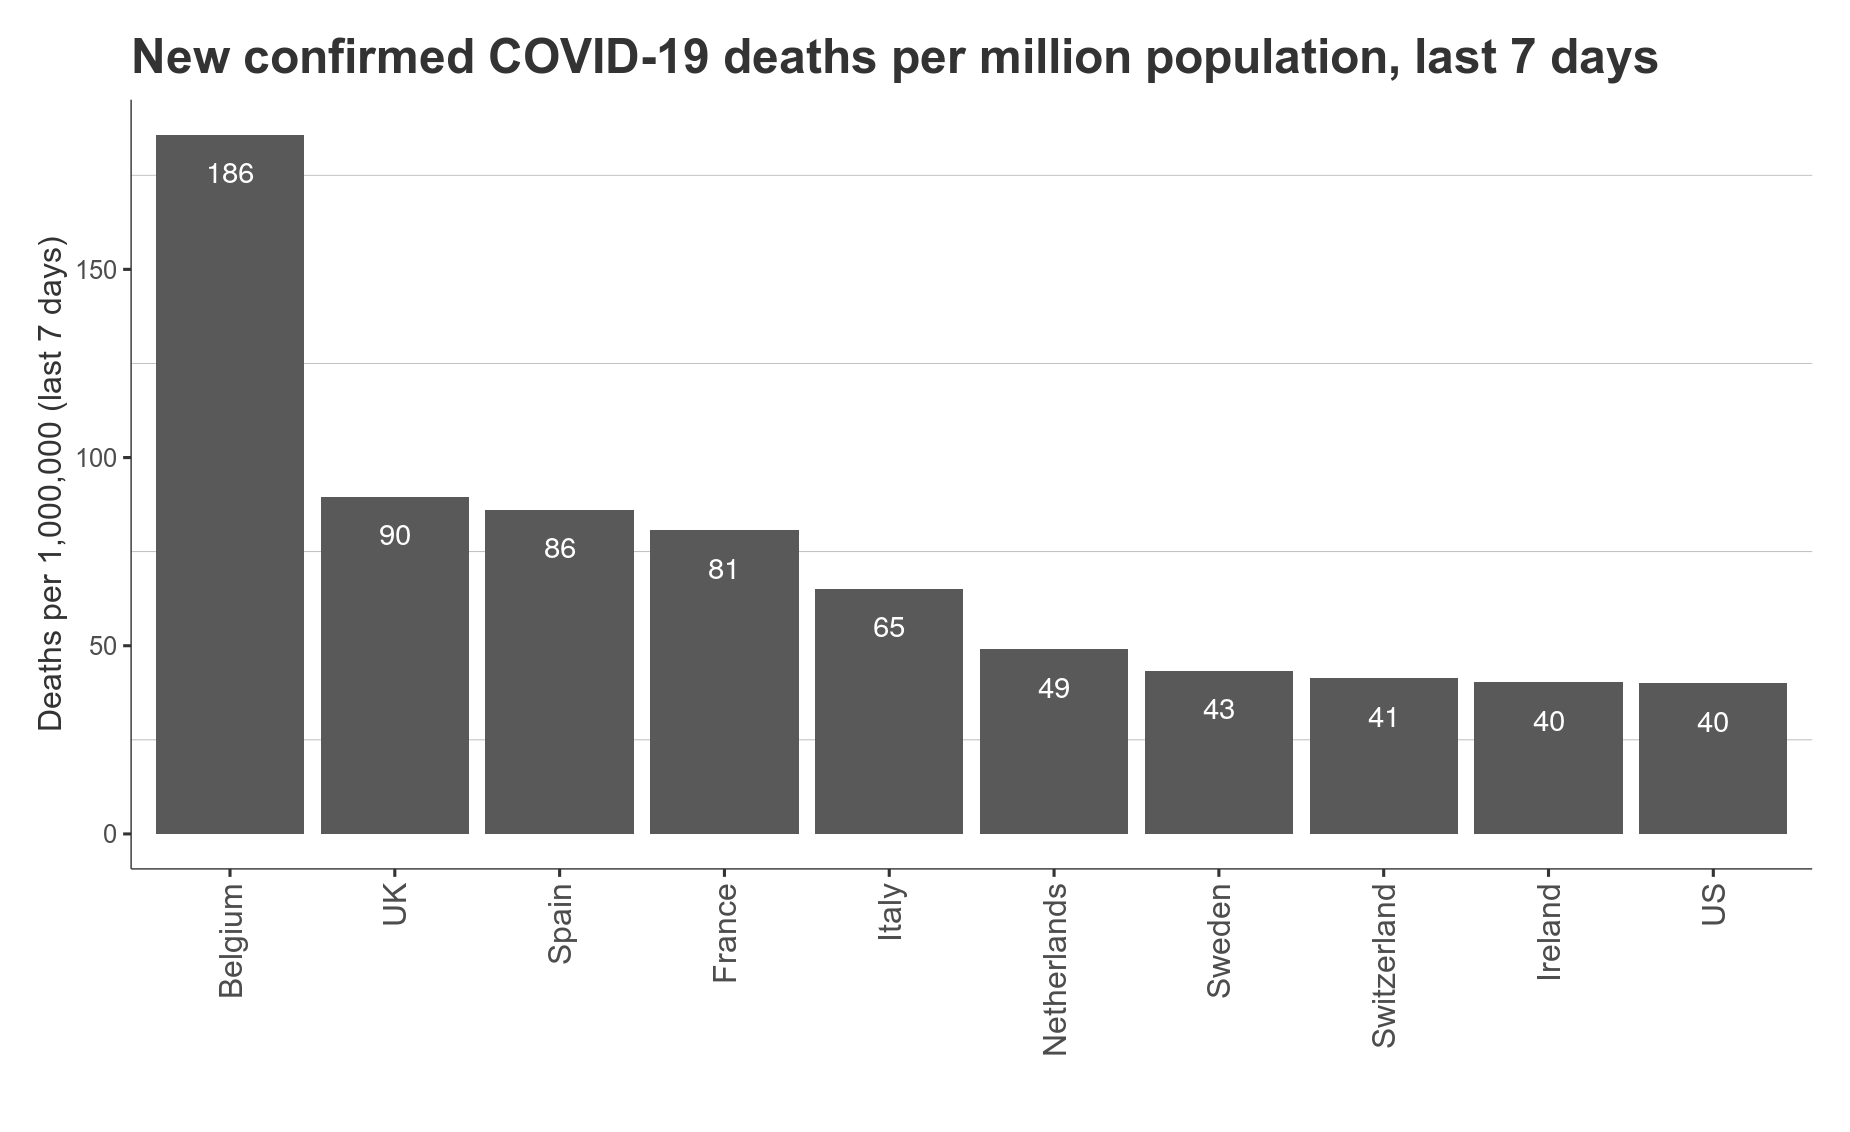 New confirmed COVID-19 deaths per million population, last 7 days
Deaths per 1,000,000 (last 7 days)
150
100
50
0
186
90
86
81
65
49
43
41
40
40
Belgium
UK
Spain
France
Italy
Netherlands
Sweden
Switzerland
Ireland
US